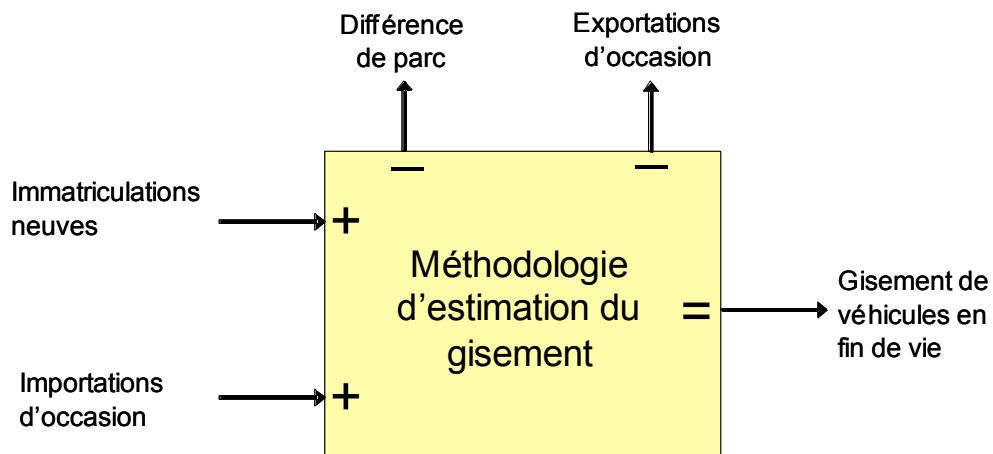 Différence
de parc
Exportations
d'occasion
–
–
Immatriculations
neuves
+
Méthodologie
d'estimation du
gisement
=
Gisement de
véhicules en
fin de vie
Importations
d'occasion
+